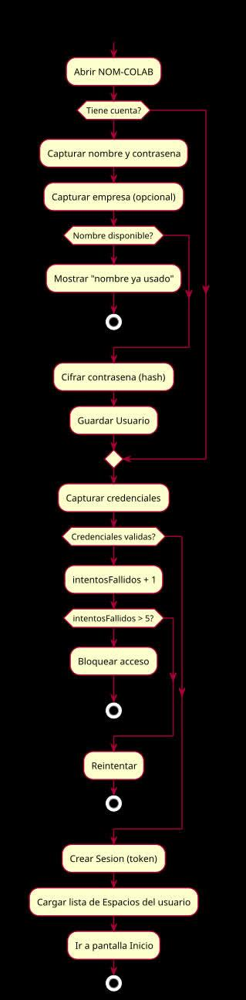 Abrir NOM-COLAB
Tiene cuenta?
Capturar nombre y contrasena
Capturar empresa (opcional)
Nombre disponible?
Mostrar "nombre ya usado"
Cifrar contrasena (hash)
Guardar Usuario
Capturar credenciales
Credenciales validas?
intentosFallidos + 1
intentosFallidos > 5?
Bloquear acceso
Reintentar
Crear Sesion (token)
Cargar lista de Espacios del usuario
Ir a pantalla Inicio